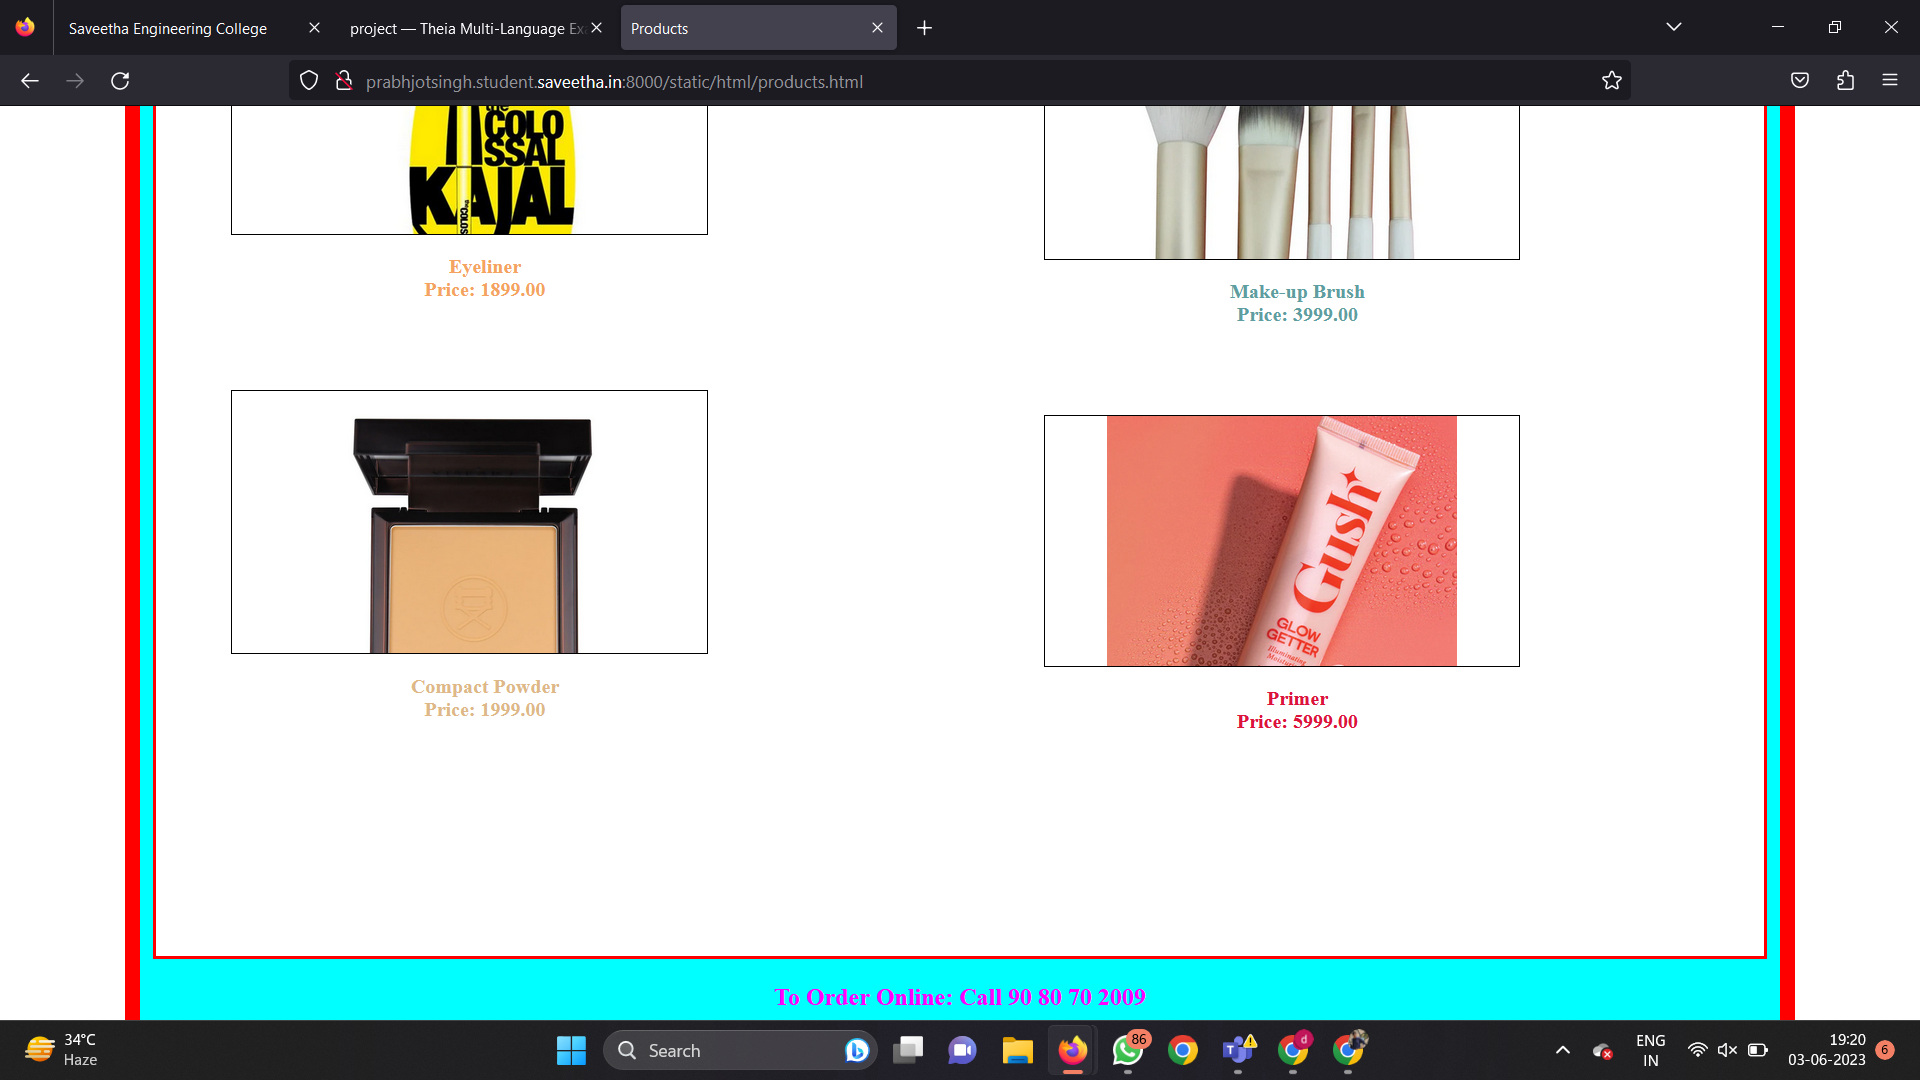 Saveetha Engineering College
project — Theia Multi-Language Ex
Products
prabhjotsingh.student.saveetha.in:8000/static/html/products.html
the
COLO
SSAL
KAJAL
COLOS
Eyeliner
Price: 1899.00
Make-up Brush
Price: 3999.00
Compact Powder
Price: 1999.00
Gush
GLOW
GETTER
Illuminating
Primer
Price: 5999.00
To Order Online: Call 90 80 70 2009
34°C
Haze
Search
86
T
d
ENG
IN
19:20
03-06-2023
6